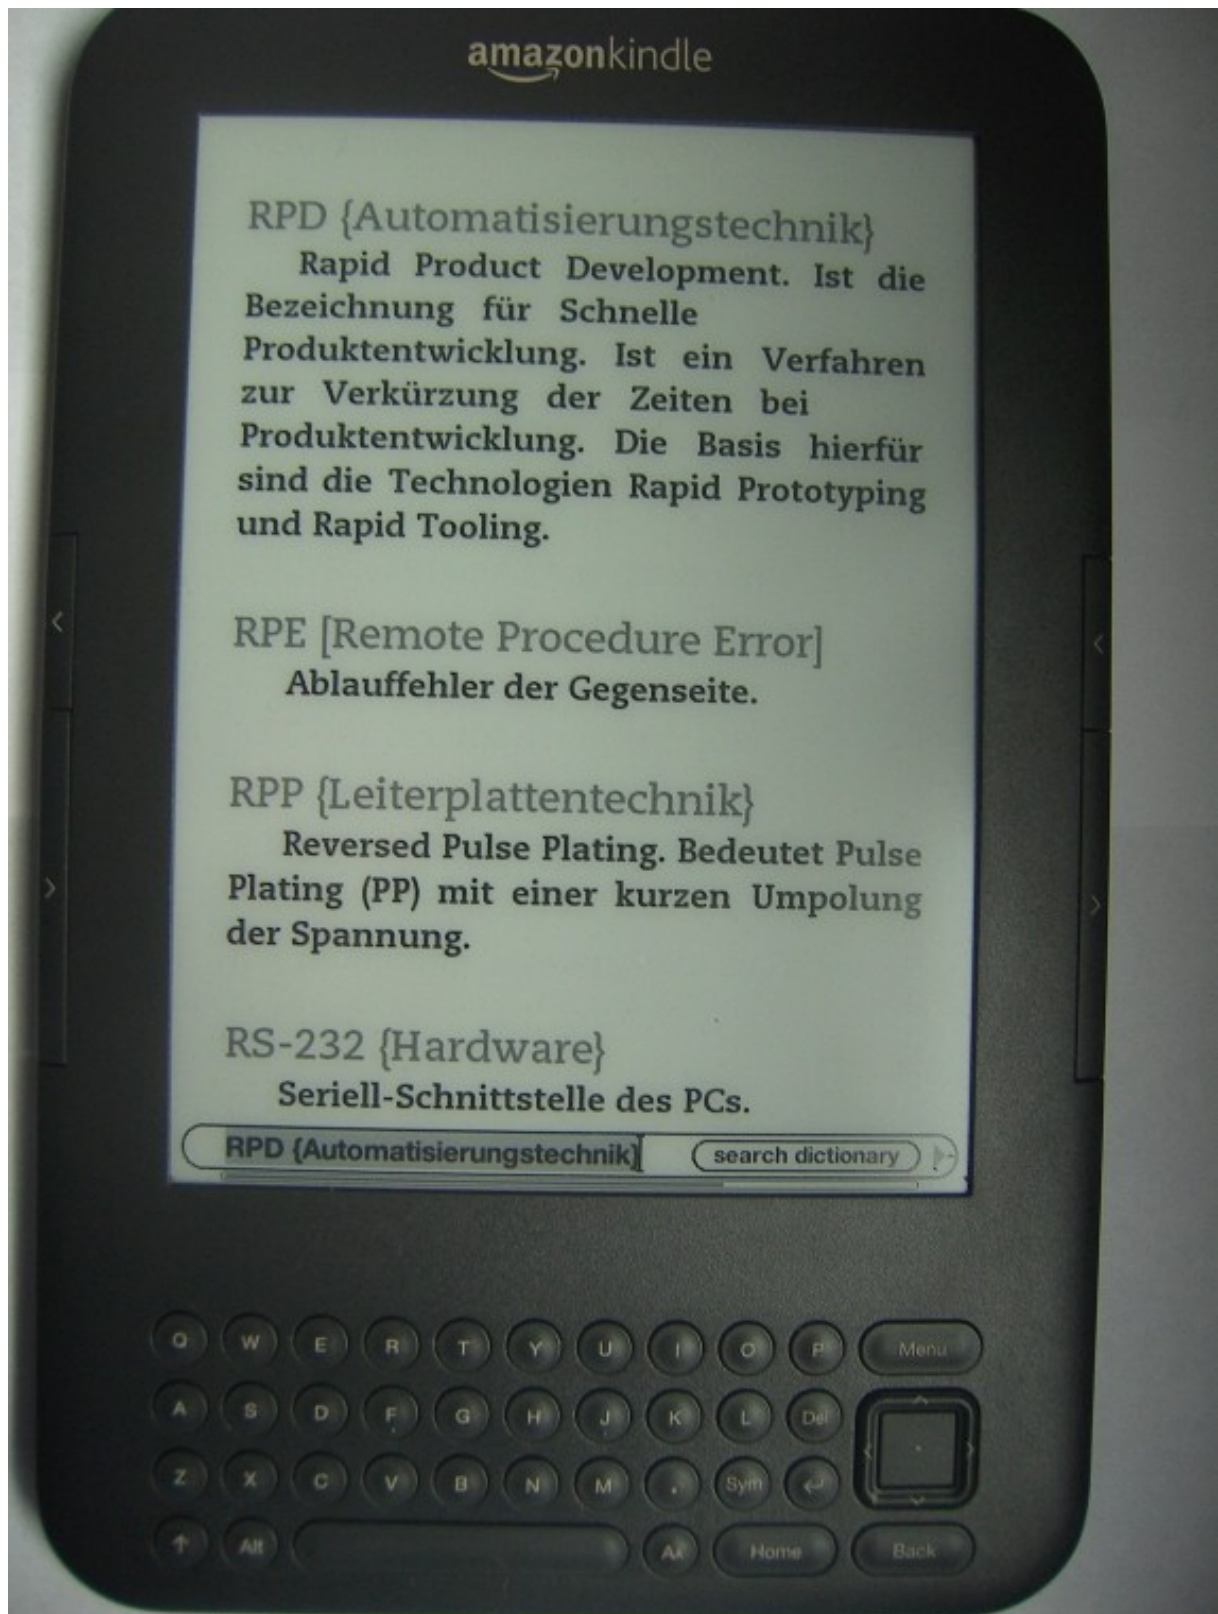 amazonkindle
RPD {Automatisierungstechnik}
Rapid Product Development. Ist die
Bezeichnung für Schnelle
Produktentwicklung. Ist ein Verfahren
zur Verkürzung der Zeiten bei
Produktentwicklung. Die Basis hierfür
sind die Technologien Rapid Prototyping
und Rapid Tooling.
RPE [Remote Procedure Error]
Ablauffehler der Gegenseite.
RPP {Leiterplattentechnik}
Reversed Pulse Plating. Bedeutet Pulse
Plating (PP) mit einer kurzen Umpolung
der Spannung.
RS-232 {Hardware}
Seriell-Schnittstelle des PCs.
RPD {Automatisierungstechnik} search dictionary
Q W E R T Y U I O P Menu
A S D F G H J K L Del
Z X C V B N M . Sym
Alt Aa Home Back